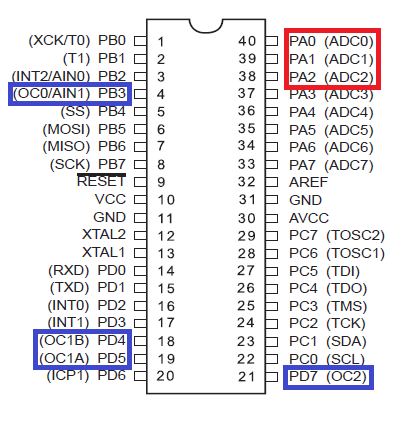 (XCK/T0) PB0 1 40 PA0 (ADC0)
(T1) PB1 2 39 PA1 (ADC1)
(INT2/AIN0) PB2 3 38 PA2 (ADC2)
(OC0/AIN1) PB3 4 37 PA3 (ADC3)
(SS) PB4 5 36 PA4 (ADC4)
(MOSI) PB5 6 35 PA5 (ADC5)
(MISO) PB6 7 34 PA6 (ADC6)
(SCK) PB7 8 33 PA7 (ADC7)
RESET 9 32 AREF
VCC 10 31 GND
GND 11 30 AVCC
XTAL2 12 29 PC7 (TOSC2)
XTAL1 13 28 PC6 (TOSC1)
(RXD) PD0 14 27 PC5 (TDI)
(TXD) PD1 15 26 PC4 (TDO)
(INT0) PD2 16 25 PC3 (TMS)
(INT1) PD3 17 24 PC2 (TCK)
(OC1B) PD4 18 23 PC1 (SDA)
(OC1A) PD5 19 22 PC0 (SCL)
(ICP1) PD6 20 21 PD7 (OC2)